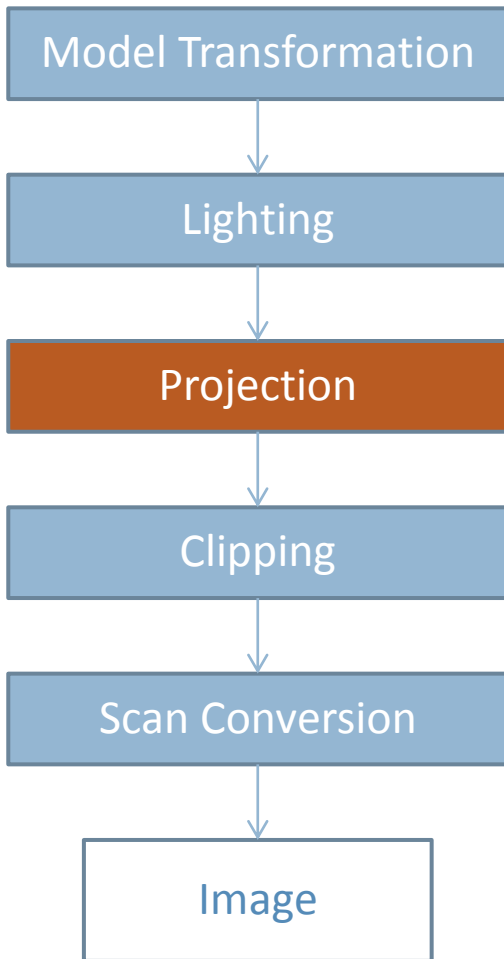 Model Transformation
Lighting
Projection
Clipping
Scan Conversion
Image